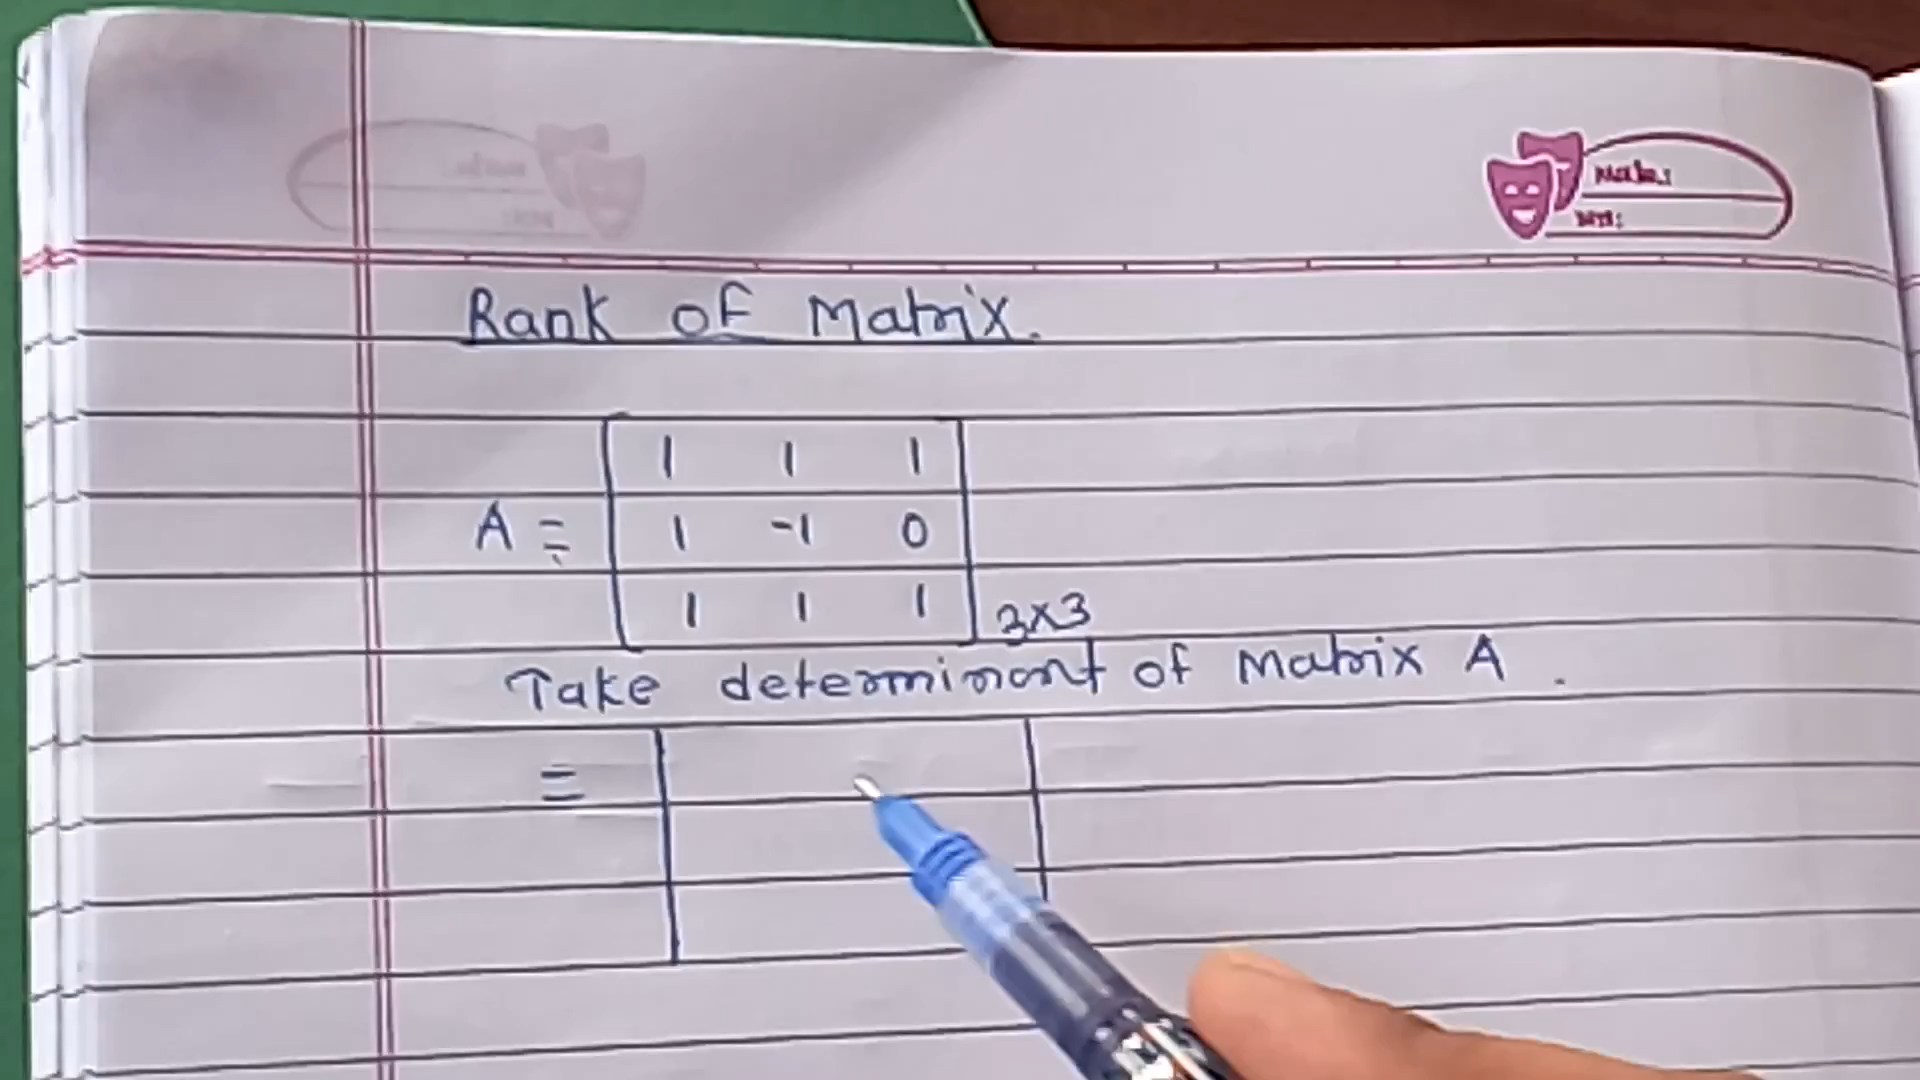 Rank of Matrix.
A =
1 1 1
1 -1 0
1 1 1
3x3
Take determinant of Matrix A .
=